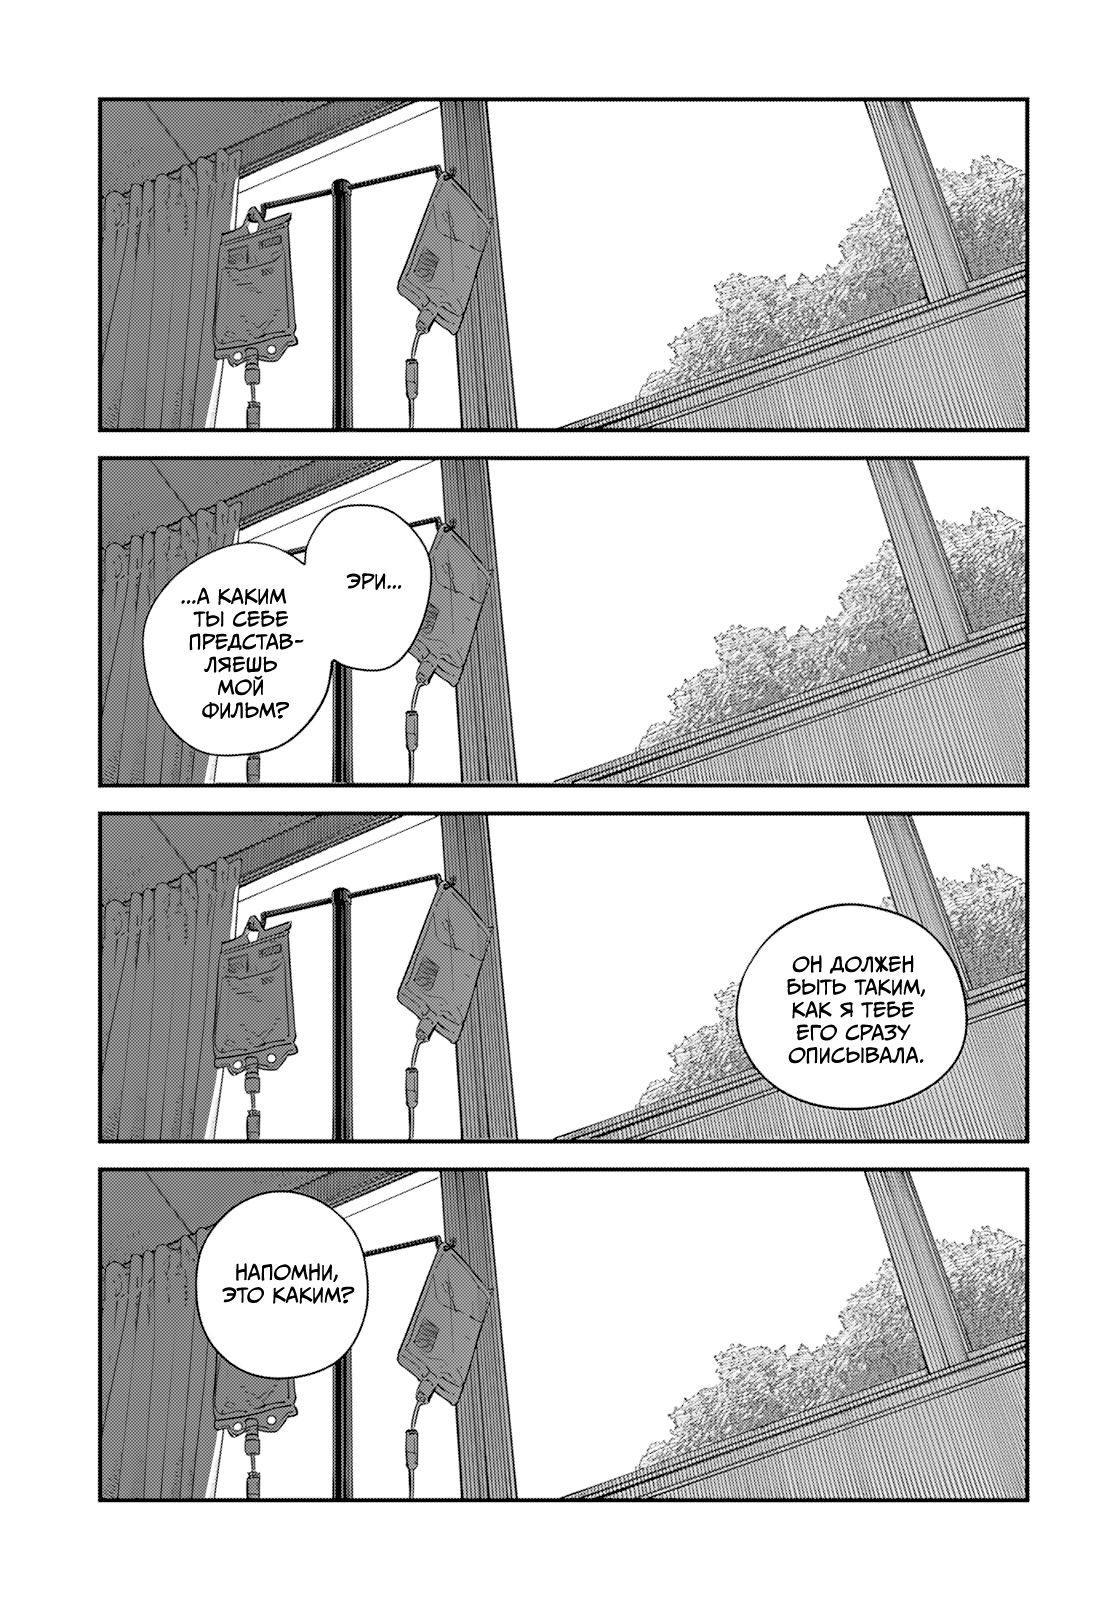 ЭРИ...
...А КАКИМ
ТЫ СЕБЕ
ПРЕДСТАВ-
ЛЯЕШЬ
МОЙ
ФИЛЬМ?
ОН ДОЛЖЕН
БЫТЬ ТАКИМ,
КАК Я ТЕБЕ
ЕГО СРАЗУ
ОПИСЫВАЛА.
НАПОМНИ,
ЭТО КАКИМ?